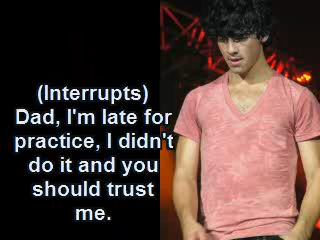 (Interrupts)
Dad, I'm late for
practice, I didn't
do it and you
should trust
me.